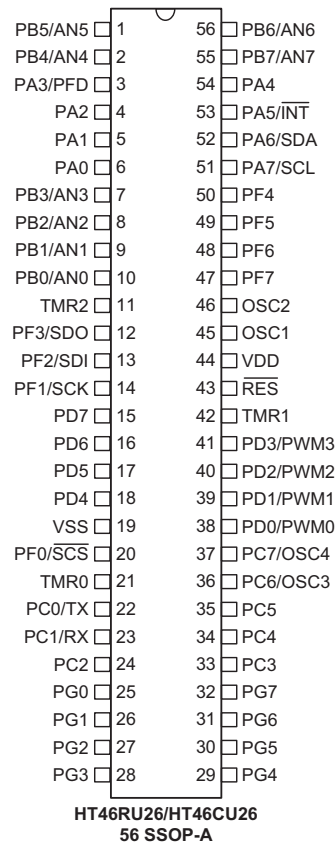 PB5/AN5 1 56 PB6/AN6
PB4/AN4 2 55 PB7/AN7
PA3/PFD 3 54 PA4
PA2 4 53 PA5/INT
PA1 5 52 PA6/SDA
PA0 6 51 PA7/SCL
PB3/AN3 7 50 PF4
PB2/AN2 8 49 PF5
PB1/AN1 9 48 PF6
PB0/AN0 10 47 PF7
TMR2 11 46 OSC2
PF3/SDO 12 45 OSC1
PF2/SDI 13 44 VDD
PF1/SCK 14 43 RES
PD7 15 42 TMR1
PD6 16 41 PD3/PWM3
PD5 17 40 PD2/PWM2
PD4 18 39 PD1/PWM1
VSS 19 38 PD0/PWM0
PF0/SCS 20 37 PC7/OSC4
TMR0 21 36 PC6/OSC3
PC0/TX 22 35 PC5
PC1/RX 23 34 PC4
PC2 24 33 PC3
PG0 25 32 PG7
PG1 26 31 PG6
PG2 27 30 PG5
PG3 28 29 PG4
HT46RU26/HT46CU26
56 SSOP-A